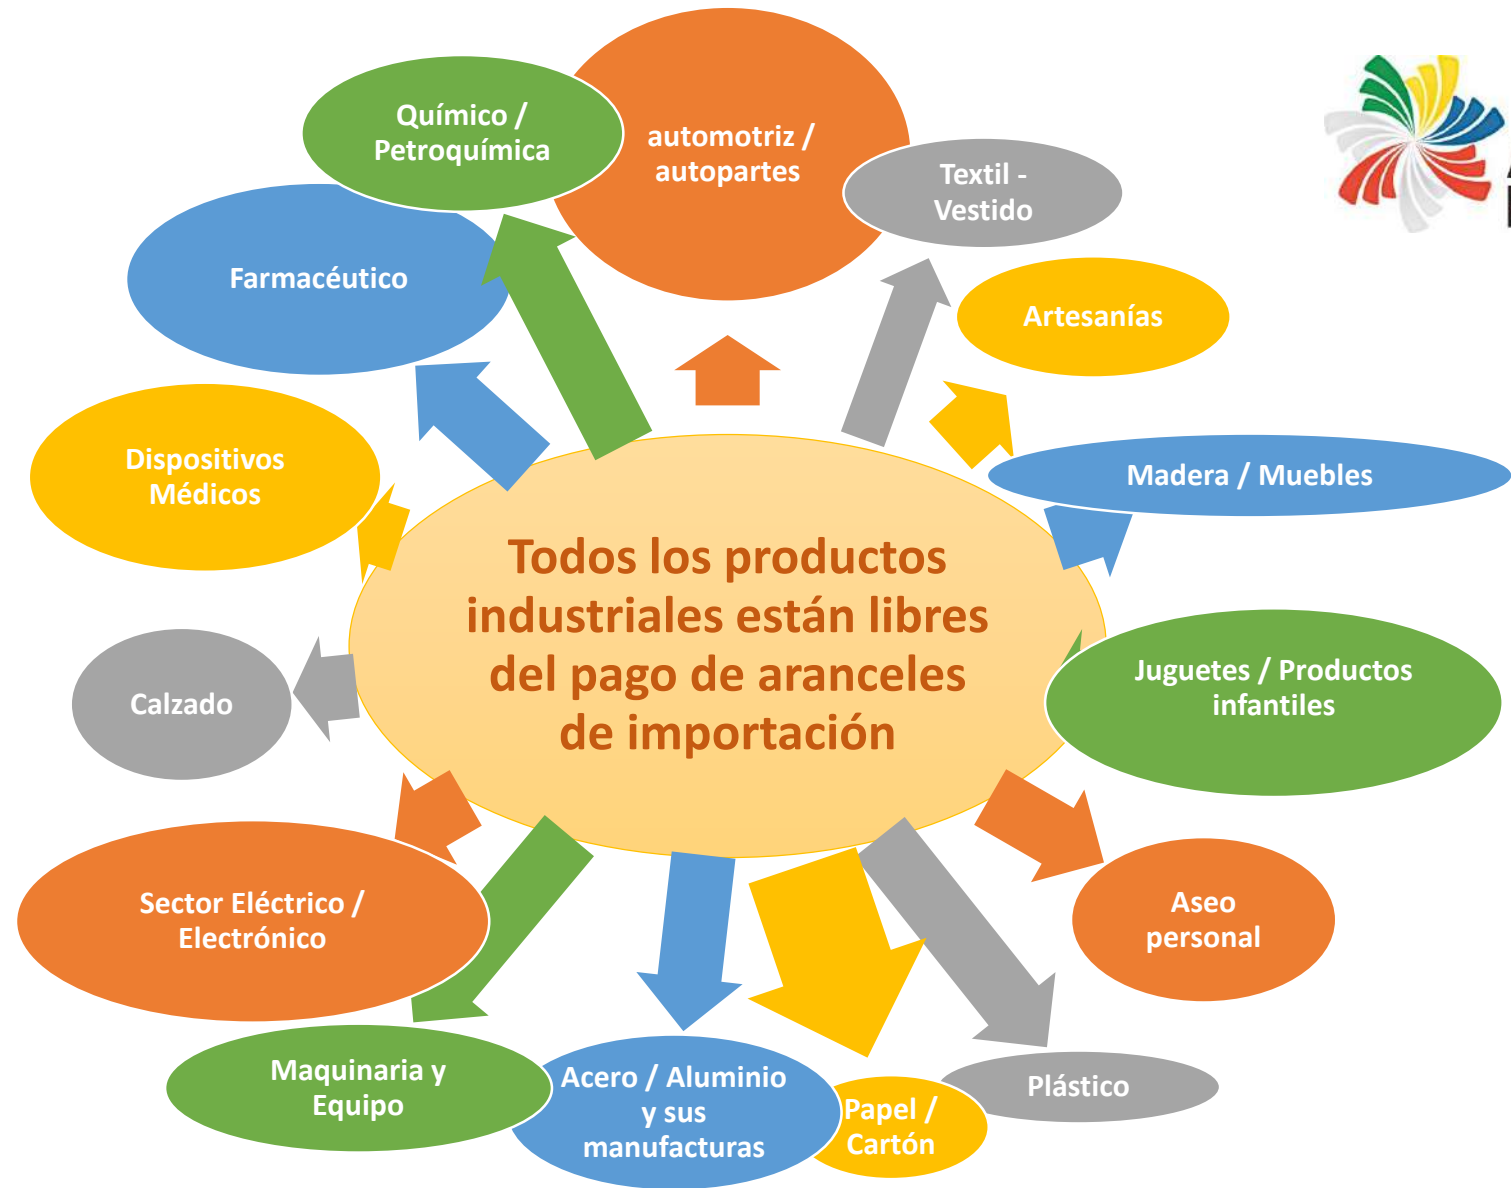 Químico /
Petroquímica
automotriz /
autopartes
Textil -
Vestido
Farmacéutico
Artesanías
Dispositivos
Médicos
Madera / Muebles
Todos los productos
industriales están libres
del pago de aranceles
de importación
Calzado
Juguetes / Productos
infantiles
Sector Eléctrico /
Electrónico
Aseo
personal
Maquinaria y
Equipo
Acero / Aluminio
y sus
manufacturas
Papel /
Cartón
Plástico